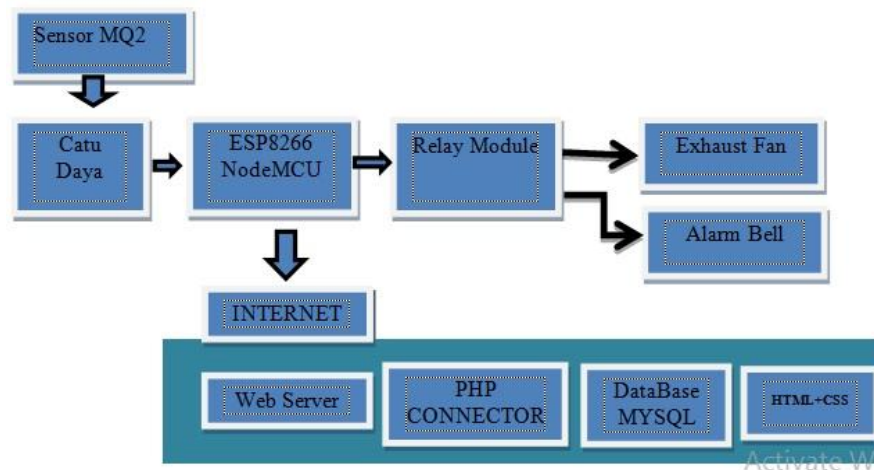 Sensor MQ2
Catu
Daya
ESP8266
NodeMCU
Relay Module
Exhaust Fan
Alarm Bell
INTERNET
Web Server
PHP
CONNECTOR
DataBase
MYSQL
HTML+CSS
Activate W